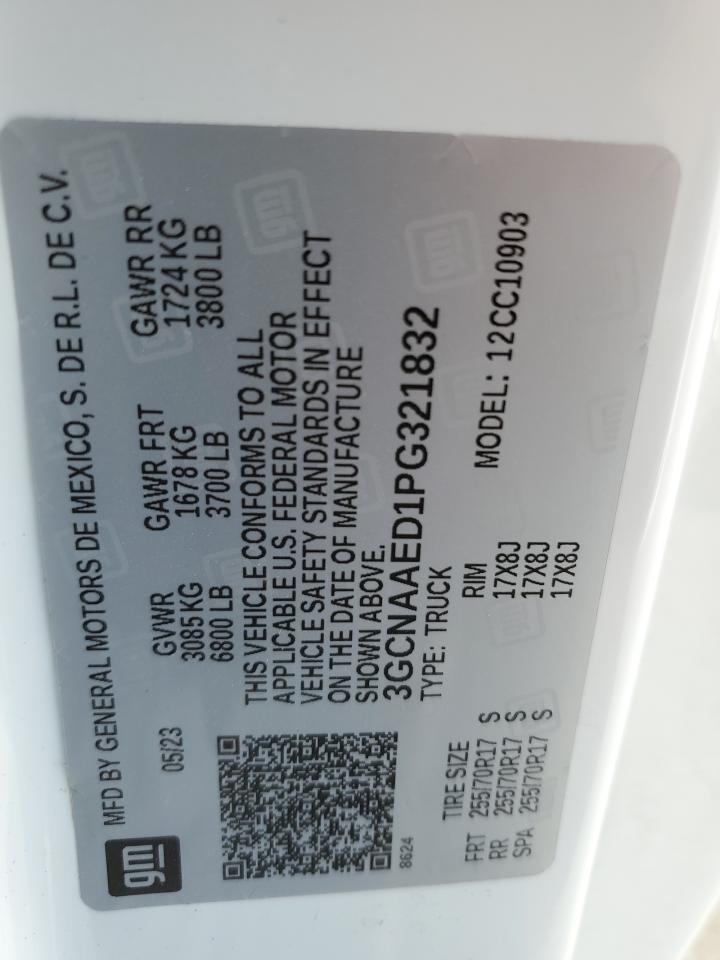 gm
MFD BY GENERAL MOTORS DE MEXICO, S. DE R.L. DE C.V.
05/23
GVWR GAWR FRT GAWR RR
3085 KG 1678 KG 1724 KG
6800 LB 3700 LB 3800 LB
THIS VEHICLE CONFORMS TO ALL
APPLICABLE U.S. FEDERAL MOTOR
VEHICLE SAFETY STANDARDS IN EFFECT
ON THE DATE OF MANUFACTURE
SHOWN ABOVE.
3GCNAAED1PG321832
8624
TYPE: TRUCK MODEL: 12CC10903
TIRE SIZE RIM
FRT 255/70R17 S 17X8J
RR 255/70R17 S 17X8J
SPA 255/70R17 S 17X8J